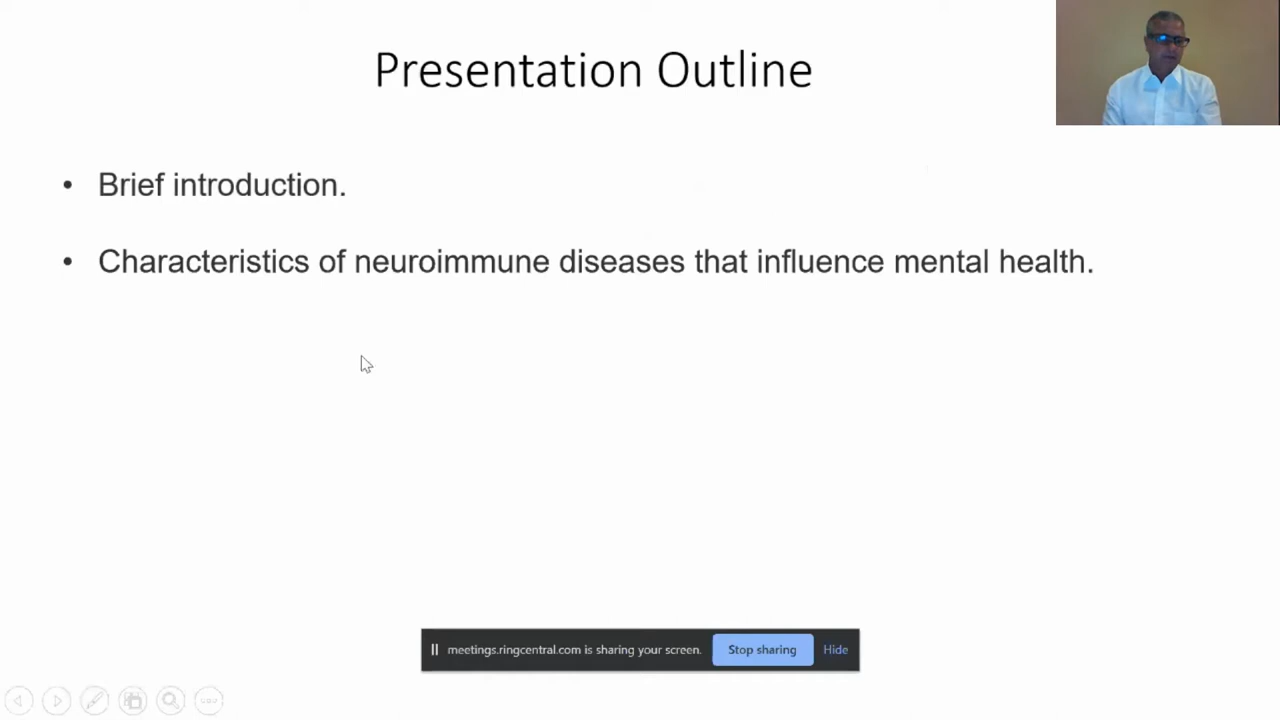 Presentation Outline
• Brief introduction.
• Characteristics of neuroimmune diseases that influence mental health.
meetings.ringcentral.com is sharing your screen. Stop sharing Hide